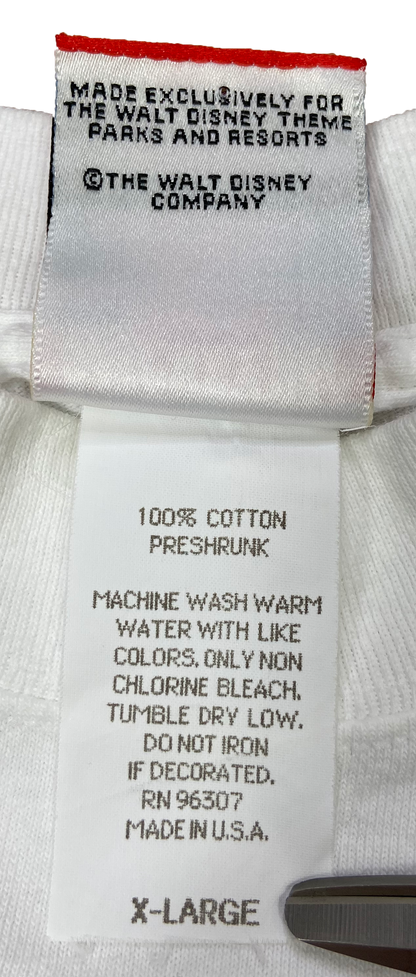 MADE EXCLUSIVELY FOR
THE WALT DISNEY THEME
PARKS AND RESORTS
©THE WALT DISNEY
COMPANY
100% COTTON
PRESHRUNK
MACHINE WASH WARM
WATER WITH LIKE
COLORS, ONLY NON
CHLORINE BLEACH.
TUMBLE DRY LOW.
DO NOT IRON
IF DECORATED.
RN 96307
MADE IN U.S.A.
X-LARGE